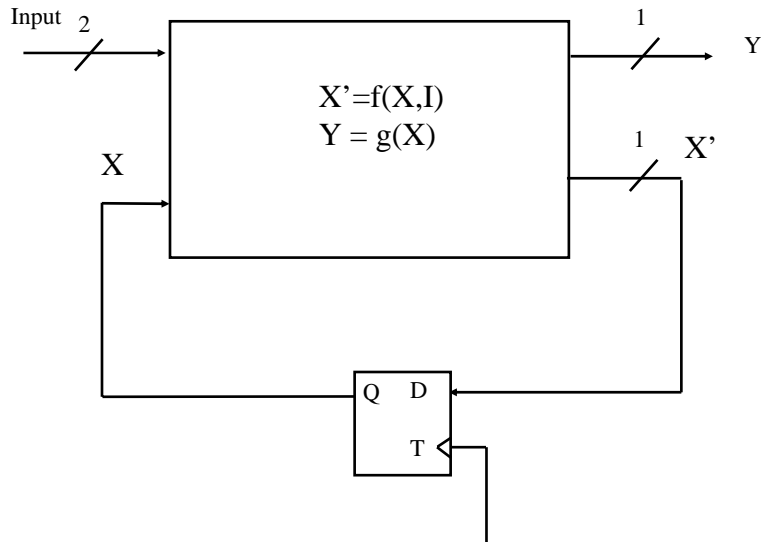 Input
2
1
Y
X’=f(X,I)
Y = g(X)
1
X’
X
Q
D
T